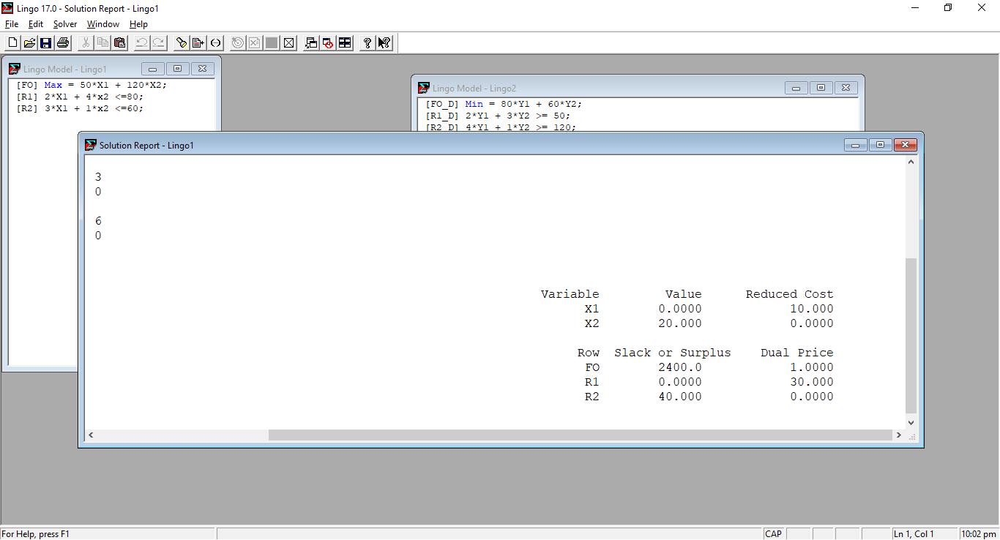 Lingo 17.0 - Solution Report - Lingo1
File Edit Solver Window Help
Lingo Model - Lingo1
[FO] Max = 50*X1 + 120*X2;
[R1] 2*X1 + 4*x2 <=80;
[R2] 3*X1 + 1*x2 <=60;
Lingo Model - Lingo2
[FO_D] Min = 80*Y1 + 60*Y2;
[R1_D] 2*Y1 + 3*Y2 >= 50;
[R2_D] 4*Y1 + 1*Y2 >= 120;
Solution Report - Lingo1
3
0
6
0
Variable Value Reduced Cost
X1 0.0000 10.000
X2 20.000 0.0000
Row Slack or Surplus Dual Price
FO 2400.0 1.0000
R1 0.0000 30.000
R2 40.000 0.0000
For Help, press F1 CAP Ln 1, Col 1 10:02 pm